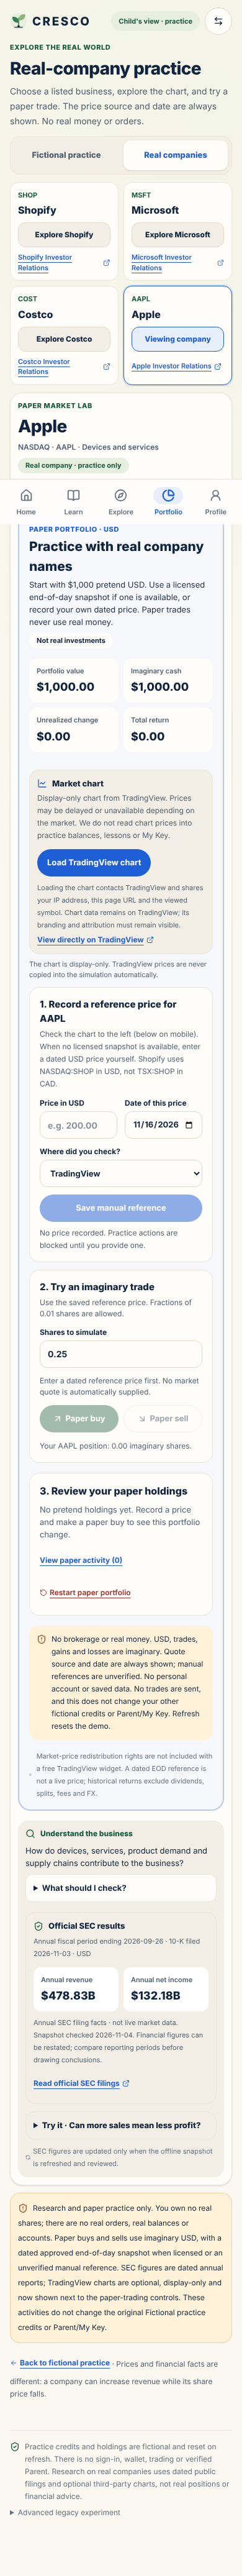 CRESCO
Child's view · practice
EXPLORE THE REAL WORLD
Real-company practice
Choose a listed business, explore the chart, and try a
paper trade. The price source and date are always
shown. No real money or orders.
Fictional practice
Real companies
SHOP
Shopify
Explore Shopify
Shopify Investor
Relations
MSFT
Microsoft
Explore Microsoft
Microsoft Investor
Relations
COST
Costco
Explore Costco
Costco Investor
Relations
AAPL
Apple
Viewing company
Apple Investor Relations
PAPER MARKET LAB
Apple
NASDAQ · AAPL · Devices and services
Real company · practice only
Home
Learn
Explore
Portfolio
Profile
PAPER PORTFOLIO · USD
Practice with real company
names
Start with $1,000 pretend USD. Use a licensed
end-of-day snapshot if one is available, or
record your own dated price. Paper trades
never use real money.
Not real investments
Portfolio value
$1,000.00
Imaginary cash
$1,000.00
Unrealized change
$0.00
Total return
$0.00
Market chart
Display-only chart from TradingView. Prices
may be delayed or unavailable depending on
the market. We do not read chart prices into
practice balances, lessons or My Key.
Load TradingView chart
Loading the chart contacts TradingView and shares
your IP address, this page URL and the viewed
symbol. Chart data remains on TradingView; its
branding and attribution must remain visible.
View directly on TradingView
The chart is display-only. TradingView prices are never
copied into the simulation automatically.
1. Record a reference price for
AAPL
Check the chart to the left (below on mobile).
When no licensed snapshot is available, enter
a dated USD price yourself. Shopify uses
NASDAQ:SHOP in USD, not TSX:SHOP in
CAD.
Price in USD
e.g. 200.00
Date of this price
11/16/2026
Where did you check?
TradingView
Save manual reference
No price recorded. Practice actions are
blocked until you provide one.
2. Try an imaginary trade
Use the saved reference price. Fractions of
0.01 shares are allowed.
Shares to simulate
0.25
Enter a dated reference price first. No market
quote is automatically supplied.
Paper buy
Paper sell
Your AAPL position: 0.00 imaginary shares.
3. Review your paper holdings
No pretend holdings yet. Record a price
and make a paper buy to see this portfolio
change.
View paper activity (0)
Restart paper portfolio
No brokerage or real money. USD, trades,
gains and losses are imaginary. Quote
source and date are always shown; manual
references are unverified. No personal
account or saved data. No trades are sent,
and this does not change your other
fictional credits or Parent/My Key. Refresh
resets the demo.
Market-price redistribution rights are not included with
a free TradingView widget. A dated EOD reference is
not a live price; historical returns exclude dividends,
splits, fees and FX.
Understand the business
How do devices, services, product demand and
supply chains contribute to the business?
What should I check?
Official SEC results
Annual fiscal period ending 2026-09-26 · 10-K filed
2026-11-03 · USD
Annual revenue
$478.83B
Annual net income
$132.18B
Annual SEC filing facts · not live market data.
Snapshot checked 2026-11-04. Financial figures can
be restated; compare reporting periods before
drawing conclusions.
Read official SEC filings
Try it · Can more sales mean less profit?
SEC figures are updated only when the offline snapshot
is refreshed and reviewed.
Research and paper practice only. You own no real
shares; there are no real orders, real balances or
accounts. Paper buys and sells use imaginary USD, with a
dated approved end-of-day snapshot when licensed or an
unverified manual reference. SEC figures are dated annual
reports; TradingView charts are optional, display-only and
now shown next to the paper-trading controls. These
activities do not change the original Fictional practice
credits or Parent/My Key.
Back to fictional practice · Prices and financial facts are
different: a company can increase revenue while its share
price falls.
Practice credits and holdings are fictional and reset on
refresh. There is no sign-in, wallet, trading or verified
Parent. Research on real companies uses dated public
filings and optional third-party charts, not real positions or
financial advice.
Advanced legacy experiment